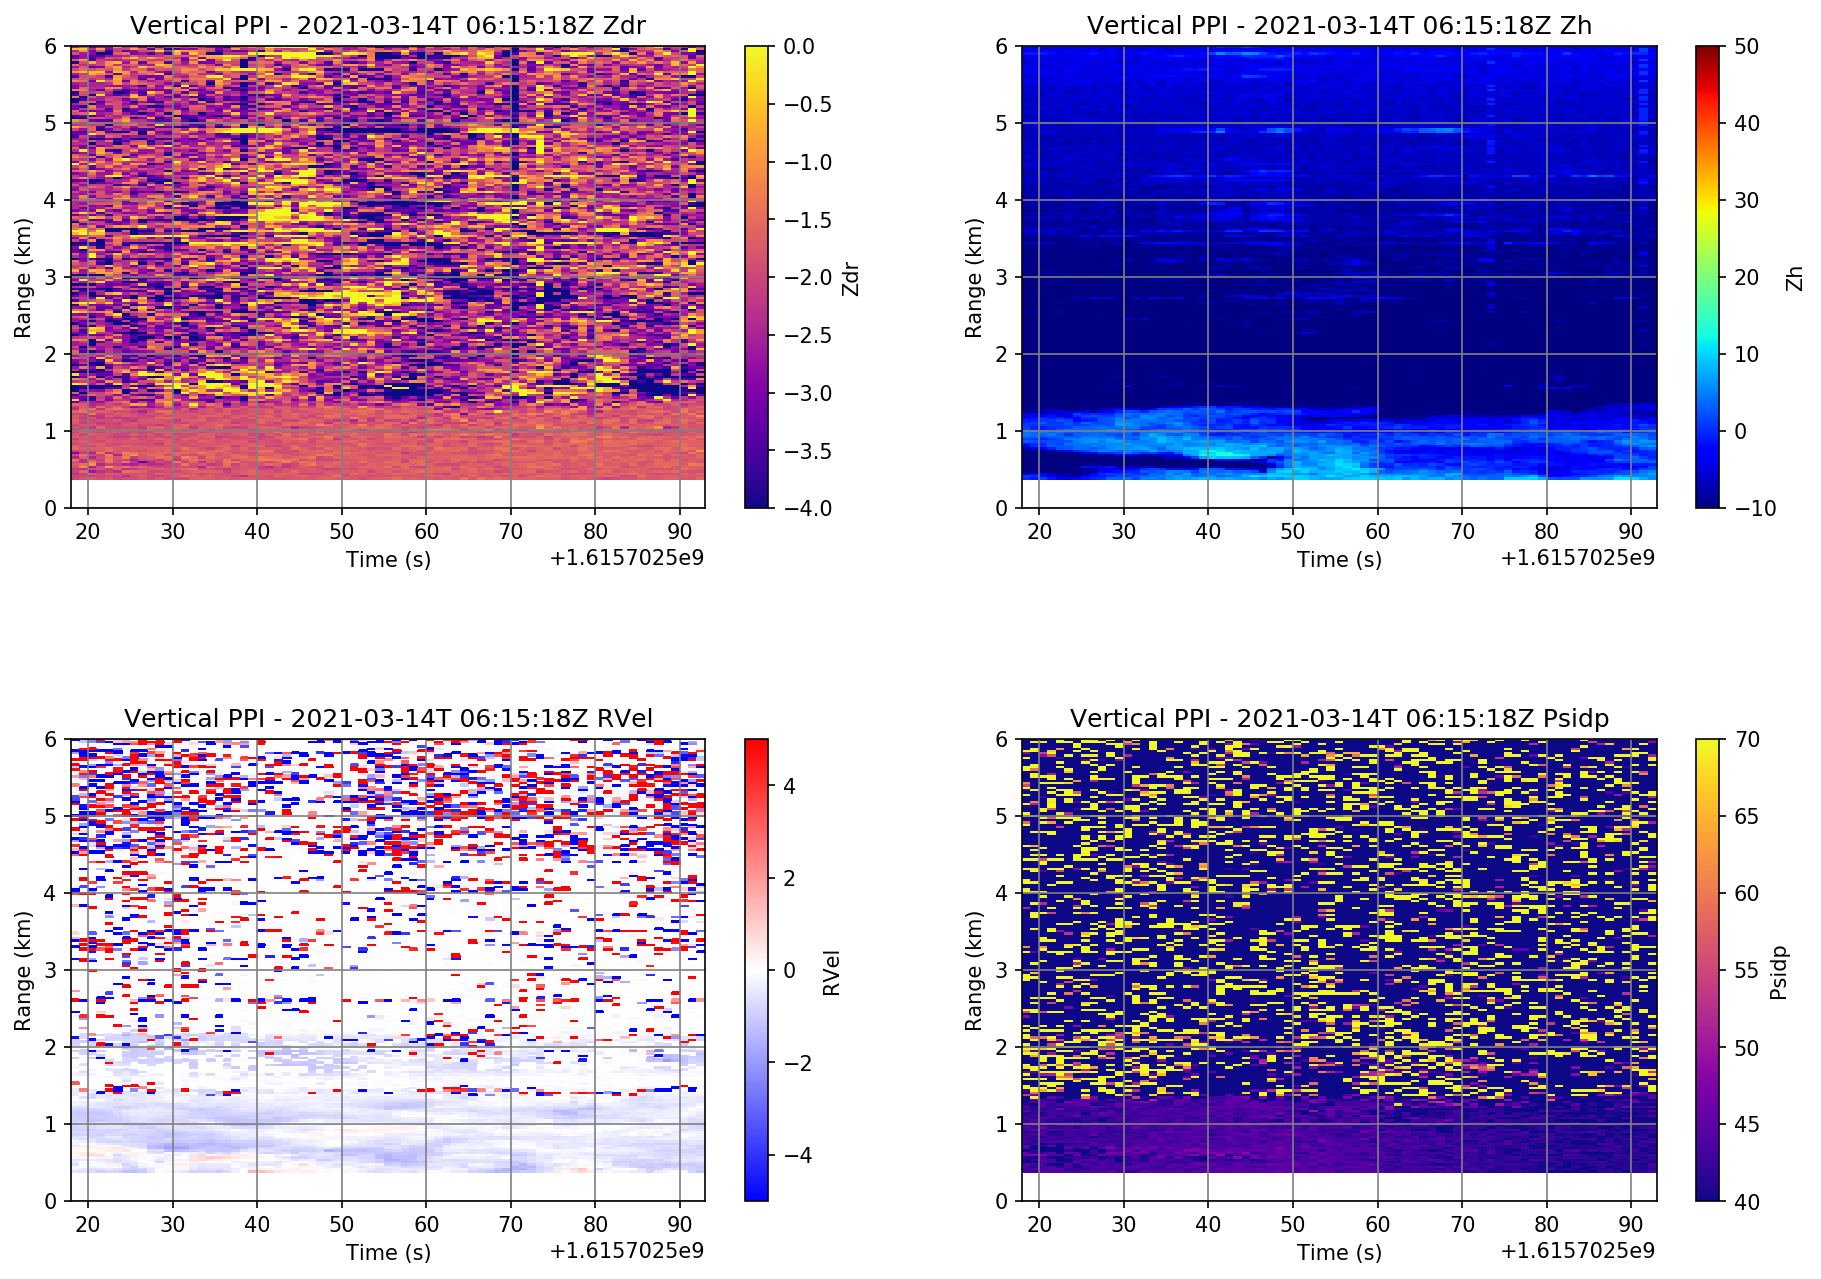 Vertical PPI - 2021-03-14T 06:15:18Z Zdr
6
5
4
3
2
1
0
Range (km)
20 30 40 50 60 70 80 90
Time (s)
+1.6157025e9
0.0
−0.5
−1.0
−1.5
−2.0
−2.5
−3.0
−3.5
−4.0
Zdr
Vertical PPI - 2021-03-14T 06:15:18Z Zh
6
5
4
3
2
1
0
Range (km)
20 30 40 50 60 70 80 90
Time (s)
+1.6157025e9
50
40
30
20
10
0
−10
Zh
Vertical PPI - 2021-03-14T 06:15:18Z RVel
6
5
4
3
2
1
0
Range (km)
20 30 40 50 60 70 80 90
Time (s)
+1.6157025e9
4
2
0
−2
−4
RVel
Vertical PPI - 2021-03-14T 06:15:18Z Psidp
6
5
4
3
2
1
0
Range (km)
20 30 40 50 60 70 80 90
Time (s)
+1.6157025e9
70
65
60
55
50
45
40
Psidp